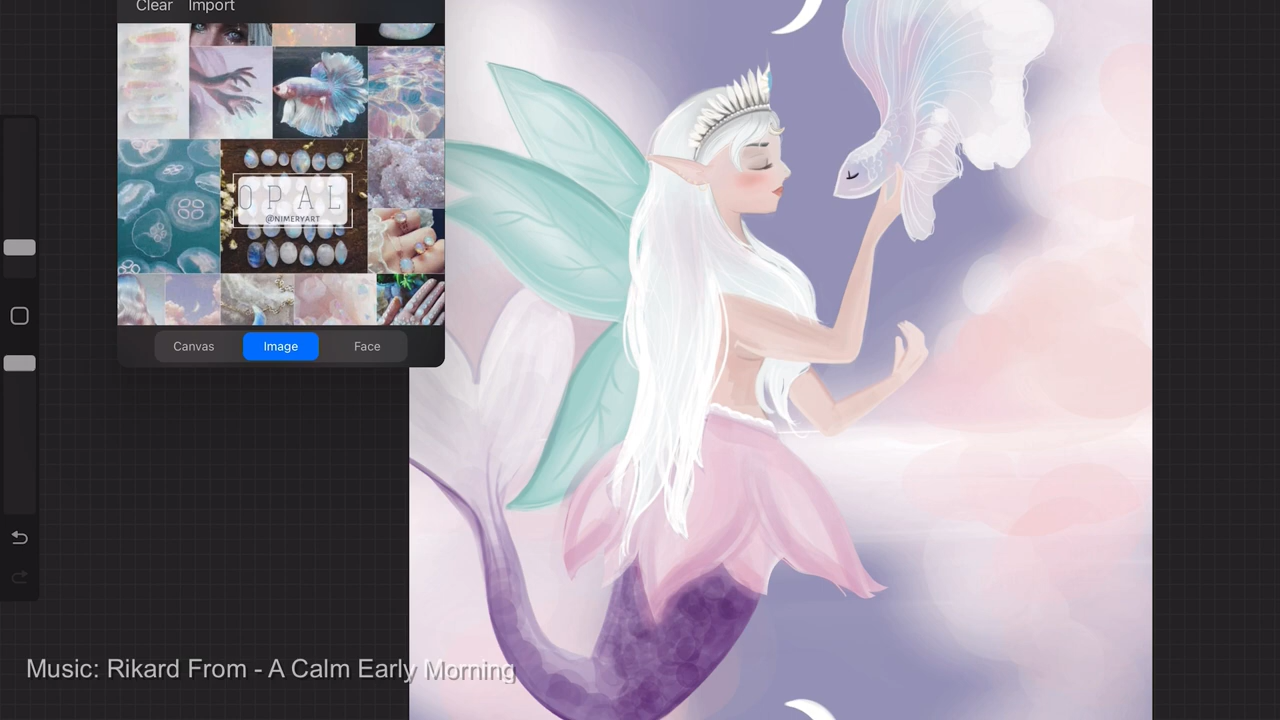 Clear Import
OPAL
@NIMERYART
Canvas Image Face
Music: Rikard From - A Calm Early Morning